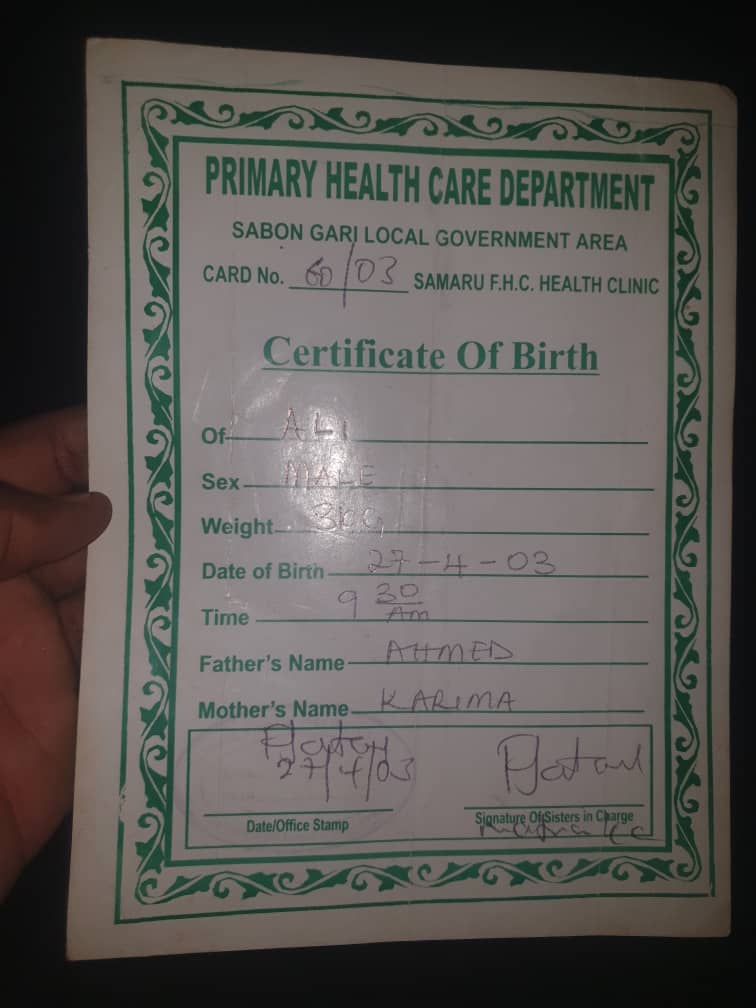 PRIMARY HEALTH CARE DEPARTMENT
SABON GARI LOCAL GOVERNMENT AREA
CARD No. 60/03 SAMARU F.H.C. HEALTH CLINIC
Certificate Of Birth
Of ALI
Sex MALE
Weight 3KG
Date of Birth 27-4-03
Time 9 30 AM
Father's Name AHMED
Mother's Name KARIMA
27/4/03
Date/Office Stamp
Signature Of Sisters in Charge